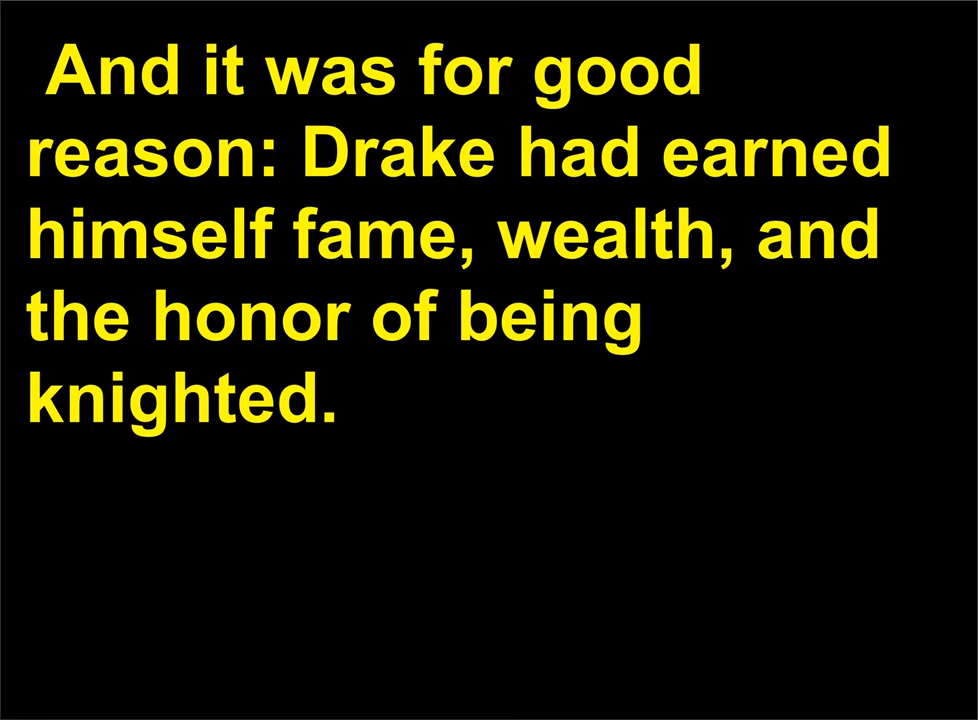 And it was for good
reason: Drake had earned
himself fame, wealth, and
the honor of being
knighted.